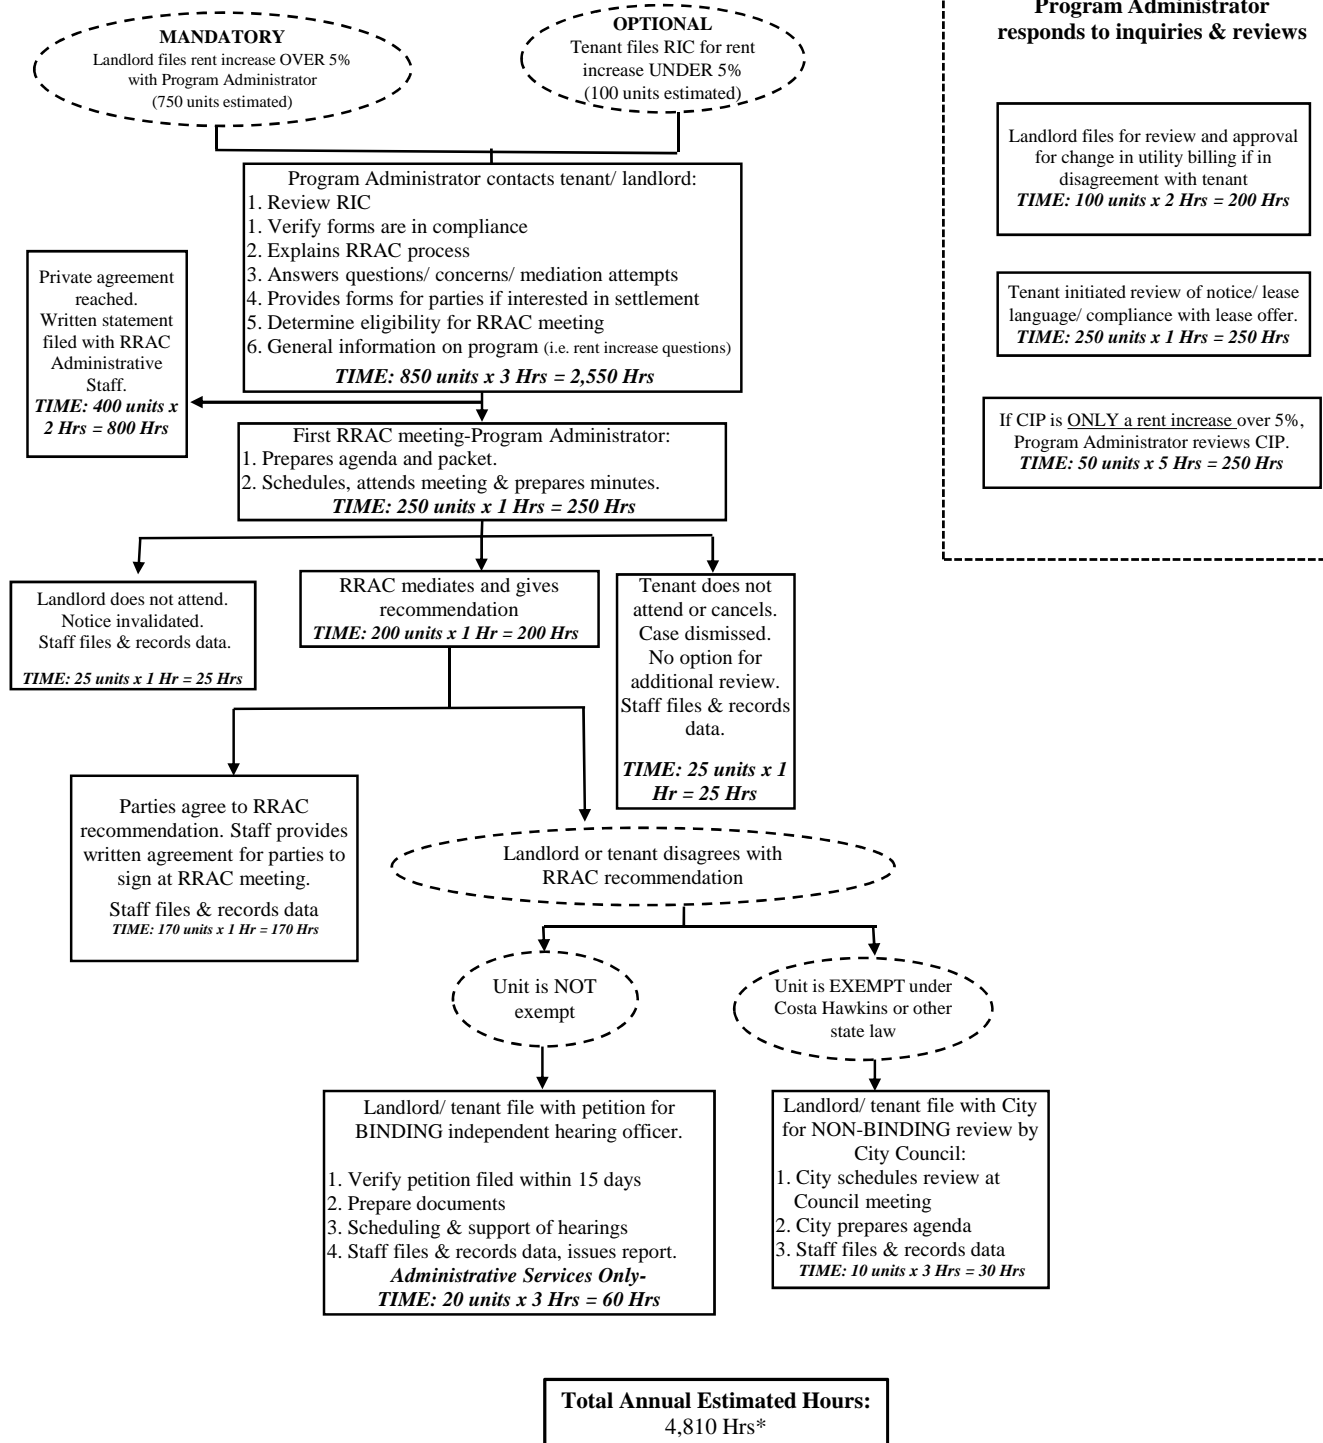 MANDATORY
Landlord files rent increase OVER 5%
with Program Administrator
(750 units estimated)
OPTIONAL
Tenant files RIC for rent
increase UNDER 5%
(100 units estimated)
Program Administrator
responds to inquiries & reviews
Landlord files for review and approval
for change in utility billing if in
disagreement with tenant
TIME: 100 units x 2 Hrs = 200 Hrs
Tenant initiated review of notice/ lease
language/ compliance with lease offer.
TIME: 250 units x 1 Hrs = 250 Hrs
If CIP is ONLY a rent increase over 5%,
Program Administrator reviews CIP.
TIME: 50 units x 5 Hrs = 250 Hrs
Program Administrator contacts tenant/ landlord:
1. Review RIC
1. Verify forms are in compliance
2. Explains RRAC process
3. Answers questions/ concerns/ mediation attempts
4. Provides forms for parties if interested in settlement
5. Determine eligibility for RRAC meeting
6. General information on program (i.e. rent increase questions)
TIME: 850 units x 3 Hrs = 2,550 Hrs
Private agreement
reached.
Written statement
filed with RRAC
Administrative
Staff.
TIME: 400 units x
2 Hrs = 800 Hrs
First RRAC meeting-Program Administrator:
1. Prepares agenda and packet.
2. Schedules, attends meeting & prepares minutes.
TIME: 250 units x 1 Hrs = 250 Hrs
Landlord does not attend.
Notice invalidated.
Staff files & records data.
TIME: 25 units x 1 Hr = 25 Hrs
RRAC mediates and gives
recommendation
TIME: 200 units x 1 Hr = 200 Hrs
Tenant does not
attend or cancels.
Case dismissed.
No option for
additional review.
Staff files & records
data.
TIME: 25 units x 1
Hr = 25 Hrs
Parties agree to RRAC
recommendation. Staff provides
written agreement for parties to
sign at RRAC meeting.
Staff files & records data
TIME: 170 units x 1 Hr = 170 Hrs
Landlord or tenant disagrees with
RRAC recommendation
Unit is NOT
exempt
Unit is EXEMPT under
Costa Hawkins or other
state law
Landlord/ tenant file with petition for
BINDING independent hearing officer.
1. Verify petition filed within 15 days
2. Prepare documents
3. Scheduling & support of hearings
4. Staff files & records data, issues report.
Administrative Services Only-
TIME: 20 units x 3 Hrs = 60 Hrs
Landlord/ tenant file with City
for NON-BINDING review by
City Council:
1. City schedules review at
Council meeting
2. City prepares agenda
3. Staff files & records data
TIME: 10 units x 3 Hrs = 30 Hrs
Total Annual Estimated Hours:
4,810 Hrs*